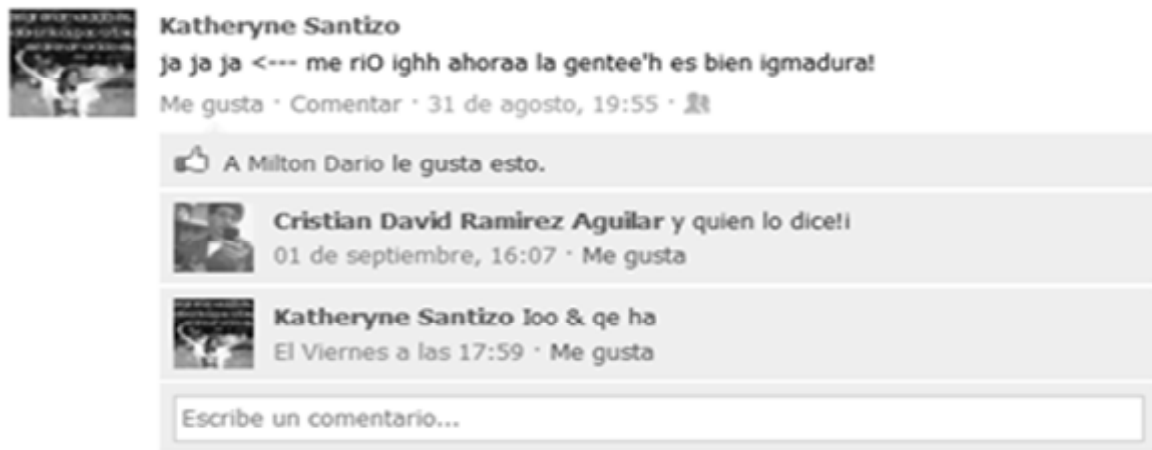 Katheryne Santizo
ja ja ja <--- me riO ighh ahoraa la gentee'h es bien igmadura!
Me gusta · Comentar · 31 de agosto, 19:55 ·
A Milton Dario le gusta esto.
Cristian David Ramirez Aguilar y quien lo dice!i
01 de septiembre, 16:07 · Me gusta
Katheryne Santizo Ioo & qe ha
El Viernes a las 17:59 · Me gusta
Escribe un comentario...